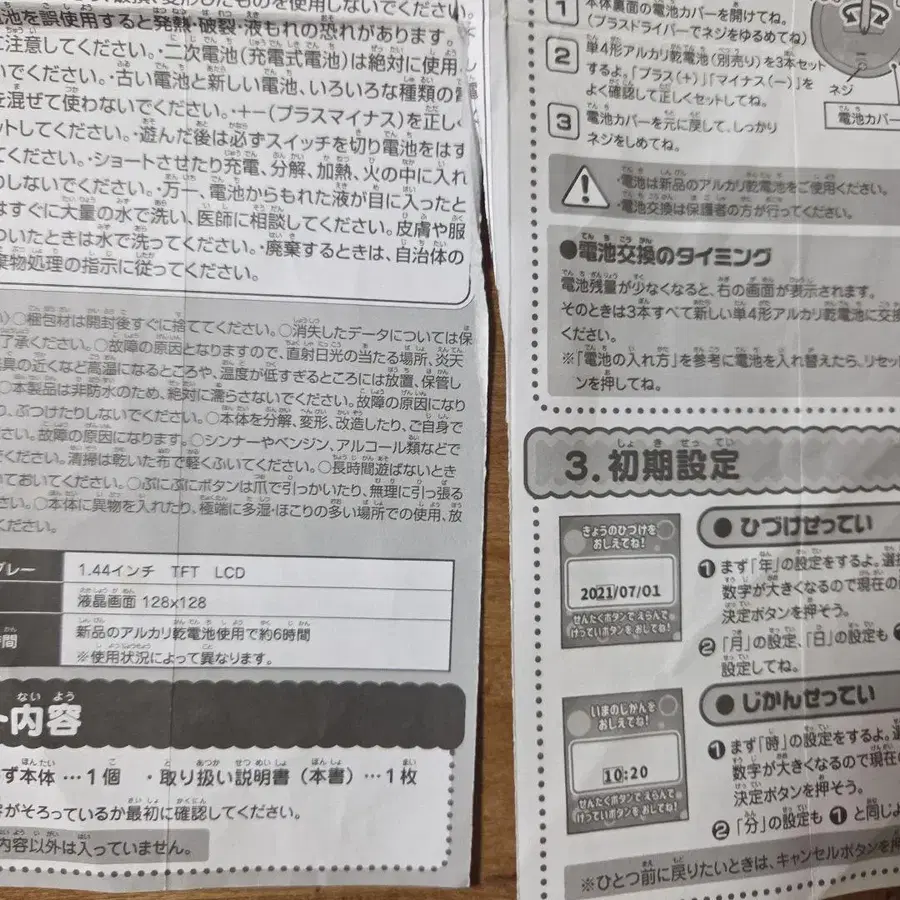 変形したものを使用しないでください。
池を誤使用すると発熱・破裂・液もれの恐れがあります。
に注意してください。・二次電池(充電式電池)は絶対に使用し
いでください。・古い電池と新しい電池、いろいろな種類の電
を混ぜて使わないでください。・+-(プラスマイナス)を正しく
ットしてください。・遊んだ後は必ずスイッチを切り電池をはず
てください。・ショートさせたり充電、分解、加熱、火の中に入れ
りしないでください。・万一、電池からもれた液が目に入ったと
はすぐに大量の水で洗い、医師に相談してください。皮膚や服
ついたときは水で洗ってください。・廃棄するときは、自治体の
棄物処理の指示に従ってください。
い)○梱包材は開封後すぐに捨ててください。○消失したデータについては保
了承ください。○故障の原因となりますので、直射日光の当たる場所、炎天
具の近くなど高温になるところや、温度が低すぎるところには放置、保管し
○本製品は非防水のため、絶対に濡らさないでください。故障の原因になり
り、ぶつけたりしないでください。○本体を分解、変形、改造したり、ご自身で
さい。故障の原因になります。○シンナーやベンジン、アルコール類などで
でください。清掃は乾いた布で軽くふいてください。○長時間遊ばないとき
いておいてください。○ぷにぷにボタンは爪で引っかいたり、無理に引っ張る
さい。○本体に異物を入れたり、極端に多湿・ほこりの多い場所での使用、放
ください。
プレー 1.44インチ TFT LCD
液晶画面 128x128
時間 新品のアルカリ乾電池使用で約6時間
※使用状況によって異なります。
ト内容
ず本体 …1個 ・取り扱い説明書(本書)…1枚
がそろっているか最初に確認してください。
内容以外は入っていません。
1 本体裏面の電池カバーを開けてね。
(プラスドライバーでネジをゆるめてね)
2 単4形アルカリ乾電池(別売り)を3本セット
するよ。「プラス(+)」「マイナス(-)」を
よく確認して正しくセットしてね。
3 電池カバーを元に戻して、しっかり
ネジをしめてね。
ネジ
電池カバー
・電池は新品のアルカリ乾電池をご使用ください。
・電池交換は保護者の方が行ってください。
●電池交換のタイミング
電池残量が少なくなると、右の画面が表示されます。
そのときは3本すべて新しい単4形アルカリ乾電池に交換
ください。
※「電池の入れ方」を参考に電池を入れ替えたら、リセッ
ンを押してね。
3. 初期設定
きょうのひづけを
おしえてね!
2021/07/01
せんたくボタンで えらんで
けっていボタンを おしてね!
●ひづけせってい
❶まず「年」の設定をするよ。選
数字が大きくなるので現在の
決定ボタンを押そう。
❷「月」の設定、「日」の設定も
設定してね。
いまのじかんを
おしえてね!
10:20
せんたくボタンで えらんで
けっていボタンを おしてね!
●じかんせってい
❶まず「時」の設定をするよ。選
数字が大きくなるので現在の
決定ボタンを押そう。
❷「分」の設定も ❶ と同じよ
※ひとつ前に戻りたいときは、キャンセルボタンを押